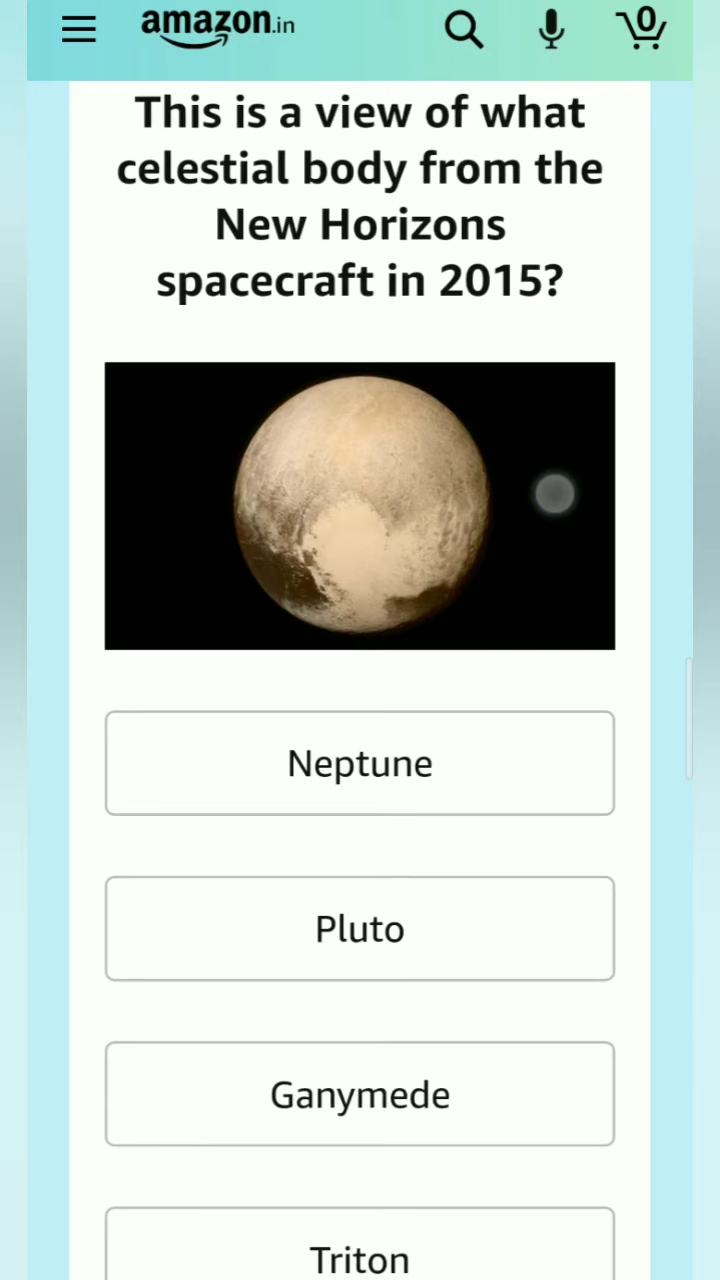 amazon.in
0
This is a view of what
celestial body from the
New Horizons
spacecraft in 2015?
Neptune
Pluto
Ganymede
Triton